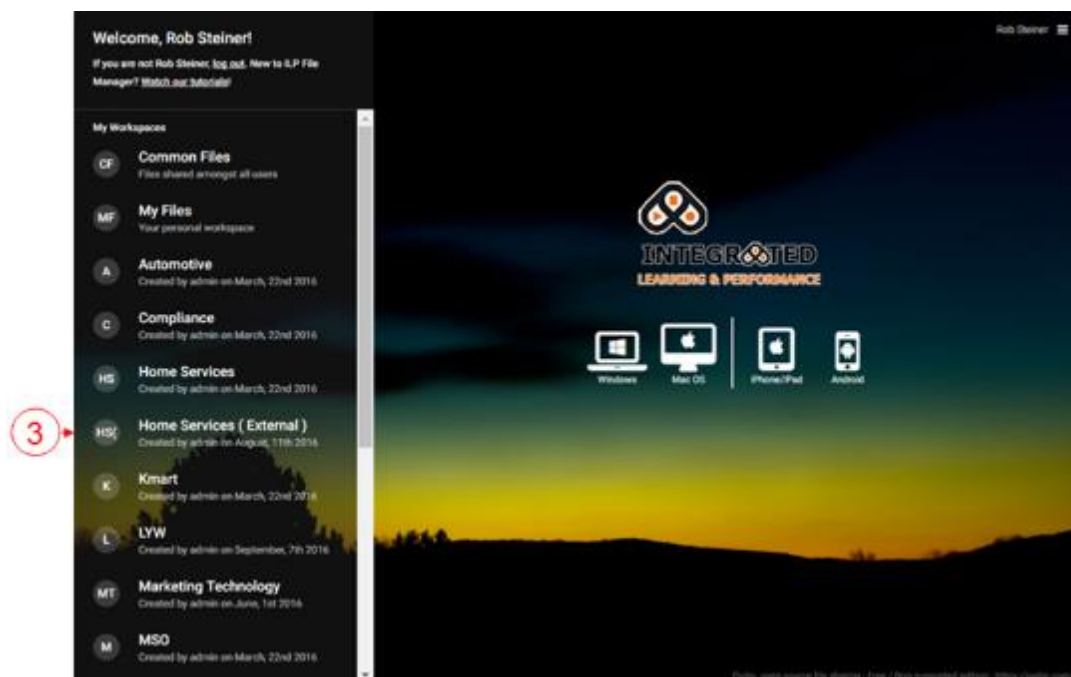 Welcome, Rob Steiner!
If you are not Rob Steiner, log out. New to ILP File
Manager? Watch our tutorials!
My Workspaces
CF
Common Files
Files shared amongst all users
MF
My Files
Your personal workspace
A
Automotive
Created by admin on March, 22nd 2016
C
Compliance
Created by admin on March, 22nd 2016
HS
Home Services
Created by admin on March, 22nd 2016
3
HS(
Home Services ( External )
Created by admin on August, 11th 2016
K
Kmart
Created by admin on March, 22nd 2016
L
LYW
Created by admin on September, 7th 2016
MT
Marketing Technology
Created by admin on June, 1st 2016
M
MSO
Created by admin on March, 22nd 2016
Rob Steiner
INTEGRATED
LEARNING & PERFORMANCE
Windows
Mac OS
iPhone/iPad
Android